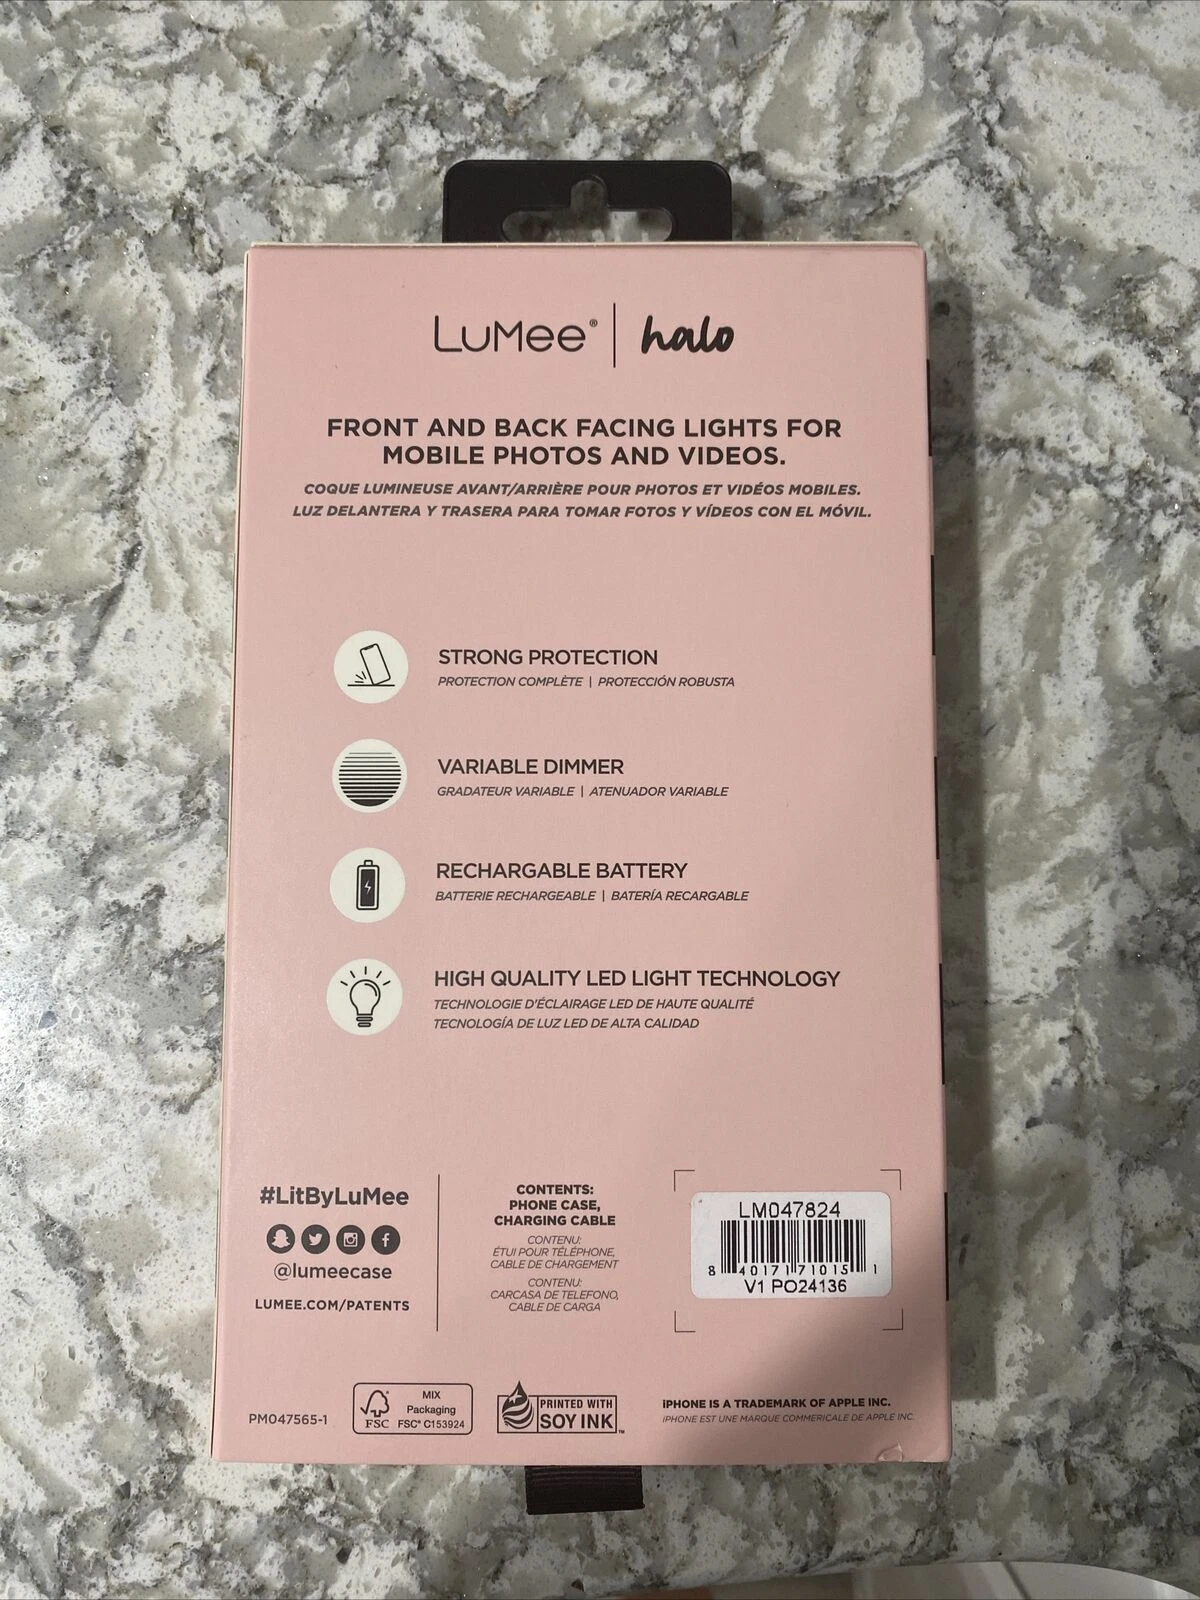 LuMee® | halo
FRONT AND BACK FACING LIGHTS FOR
MOBILE PHOTOS AND VIDEOS.
COQUE LUMINEUSE AVANT/ARRIÈRE POUR PHOTOS ET VIDÉOS MOBILES.
LUZ DELANTERA Y TRASERA PARA TOMAR FOTOS Y VÍDEOS CON EL MÓVIL.
STRONG PROTECTION
PROTECTION COMPLÈTE | PROTECCIÓN ROBUSTA
VARIABLE DIMMER
GRADATEUR VARIABLE | ATENUADOR VARIABLE
RECHARGABLE BATTERY
BATTERIE RECHARGEABLE | BATERÍA RECARGABLE
HIGH QUALITY LED LIGHT TECHNOLOGY
TECHNOLOGIE D'ÉCLAIRAGE LED DE HAUTE QUALITÉ
TECNOLOGÍA DE LUZ LED DE ALTA CALIDAD
#LitByLuMee
@lumeecase
LUMEE.COM/PATENTS
CONTENTS:
PHONE CASE,
CHARGING CABLE
CONTENU:
ÉTUI POUR TÉLÉPHONE,
CABLE DE CHARGEMENT
CONTENU:
CARCASA DE TELEFONO,
CABLE DE CARGA
LM047824
8 40171 71015 1
V1 PO24136
PM047565-1
FSC
MIX
Packaging
FSC® C153924
PRINTED WITH
SOY INK™
IPHONE IS A TRADEMARK OF APPLE INC.
IPHONE EST UNE MARQUE COMMERICALE DE APPLE INC.